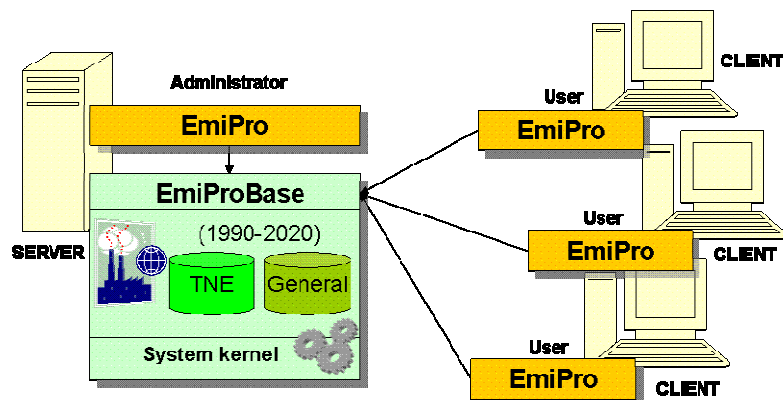 Administrator
EmiPro
SERVER
EmiProBase
(1990-2020)
TNE
General
System kernel
User
EmiPro
CLIENT
User
EmiPro
CLIENT
User
EmiPro
CLIENT